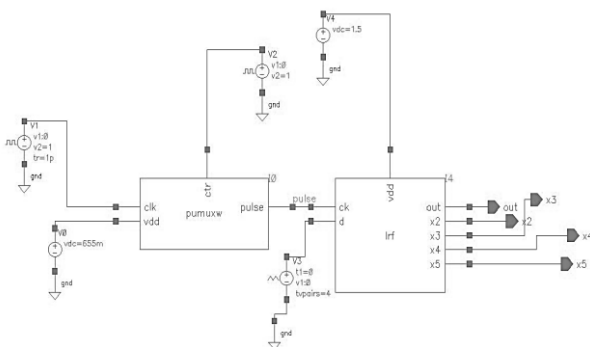 V4
vdc=1.5
gnd
V2
v1:0
v2=1
gnd
V1
v1:0
v2=1
tr=1p
gnd
ctr
I0
clk
vdd
pumuxw
pulse
pulse
V0
vdc=655m
gnd
vdd
I4
ck
d
lrf
out
x2
x3
x4
x5
out
x2
x3
x4
x5
V3
t1=0
v1:0
tvpairs=4
gnd